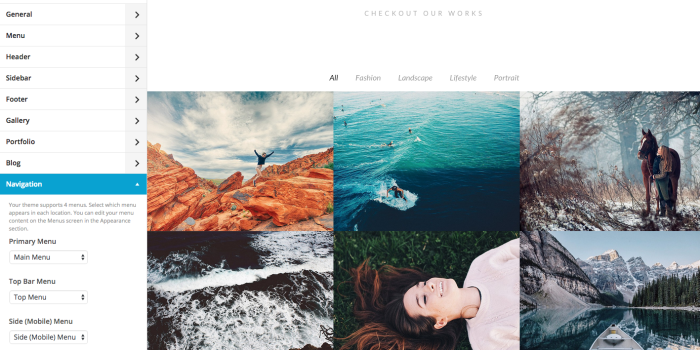 General
Menu
Header
Sidebar
Footer
Gallery
Portfolio
Blog
Navigation
Your theme supports 4 menus. Select which menu
appears in each location. You can edit your menu
content on the Menus screen in the Appearance
section.
Primary Menu
Main Menu
Top Bar Menu
Top Menu
Side (Mobile) Menu
Side (Mobile) Menu
CHECKOUT OUR WORKS
All Fashion Landscape Lifestyle Portrait